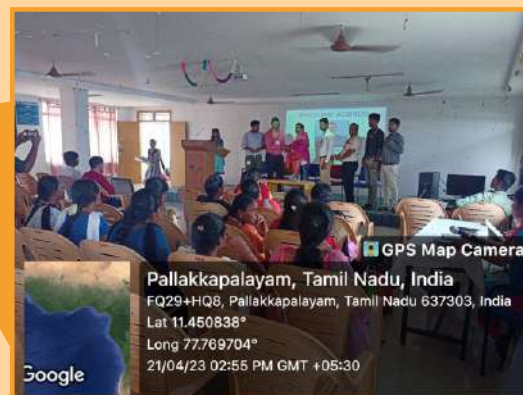 GPS Map Camera
Pallakkapalayam, Tamil Nadu, India
FQ29+HQ8, Pallakkapalayam, Tamil Nadu 637303, India
Lat 11.450838°
Long 77.769704°
21/04/23 02:55 PM GMT +05:30
Google